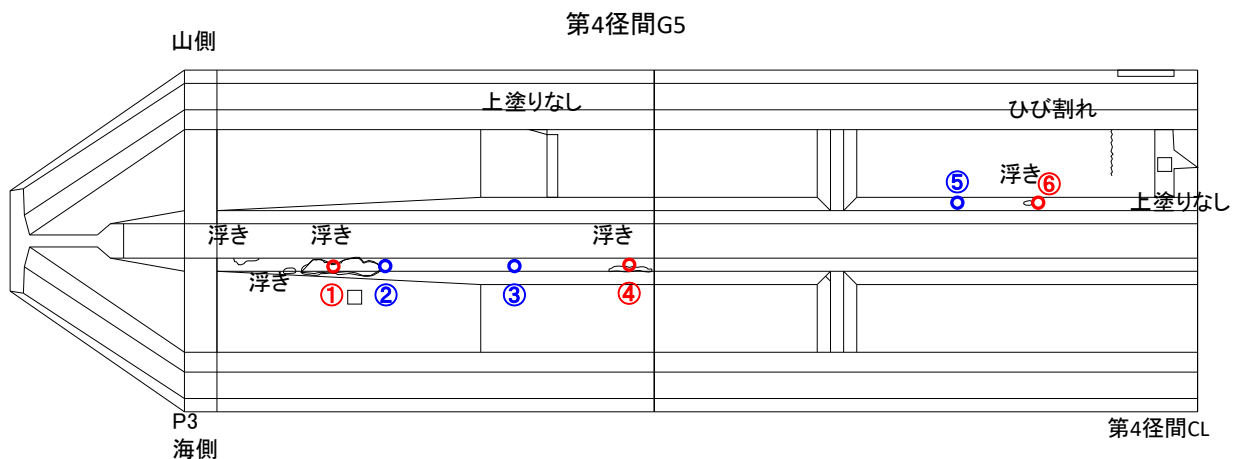 第4径間G5
山側
上塗りなし
ひび割れ
浮き
⑤
⑥
上塗りなし
浮き
浮き
浮き
浮き
①
②
③
④
P3
海側
第4径間CL